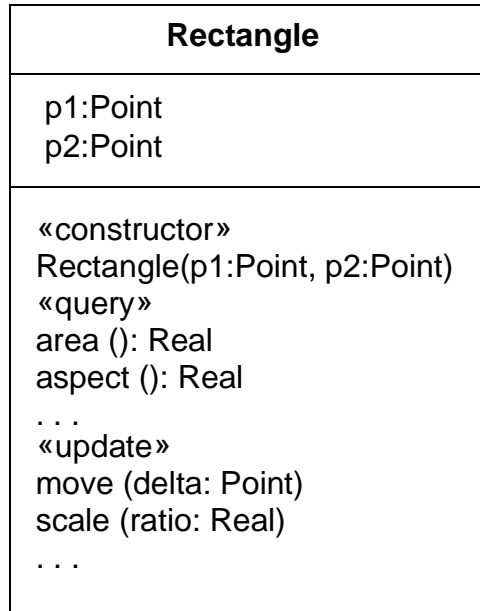 Rectangle
p1:Point
p2:Point
«constructor»
Rectangle(p1:Point, p2:Point)
«query»
area (): Real
aspect (): Real
. . .
«update»
move (delta: Point)
scale (ratio: Real)
. . .